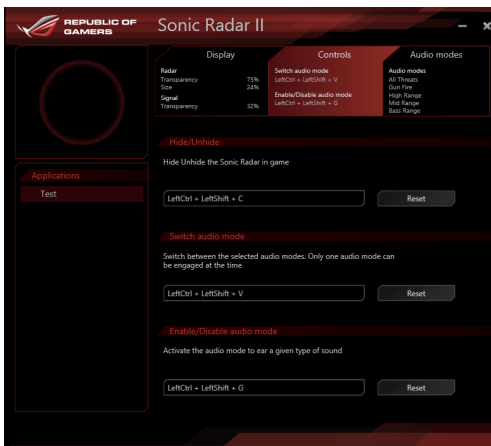 REPUBLIC OF
GAMERS
Sonic Radar II
Display
Radar
Transparency 75%
Size 24%
Signal
Transparency 32%
Controls
Switch audio mode
LeftCtrl + LeftShift + V
Enable/Disable audio mode
LeftCtrl + LeftShift + G
Audio modes
Audio modes
All Threats
Gun Fire
High Range
Mid Range
Bass Range
Applications
Test
Hide/Unhide
Hide Unhide the Sonic Radar in game
LeftCtrl + LeftShift + C
Reset
Switch audio mode
Switch between the selected audio modes. Only one audio mode can
be engaged at the time
LeftCtrl + LeftShift + V
Reset
Enable/Disable audio mode
Activate the audio mode to ear a given type of sound
LeftCtrl + LeftShift + G
Reset